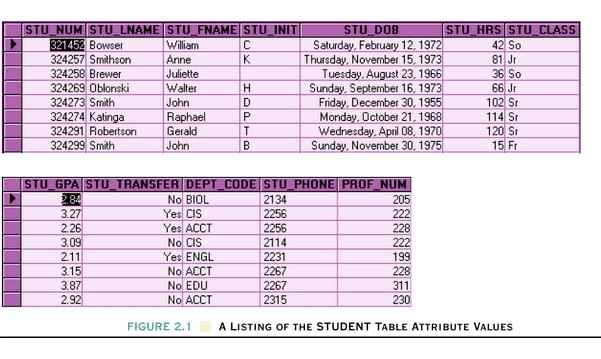 STU_NUM STU_LNAME STU_FNAME STU_INIT STU_DOB STU_HRS STU_CLASS
321452 Bowser William C Saturday, February 12, 1972 42 So
324257 Smithson Anne K Thursday, November 15, 1973 81 Jr
324258 Brewer Juliette Tuesday, August 23, 1966 36 So
324269 Oblonski Walter H Sunday, September 16, 1973 66 Jr
324273 Smith John D Friday, December 30, 1955 102 Sr
324274 Katinga Raphael P Monday, October 21, 1968 114 Sr
324291 Robertson Gerald T Wednesday, April 08, 1970 120 Sr
324299 Smith John B Sunday, November 30, 1975 15 Fr
STU_GPA STU_TRANSFER DEPT_CODE STU_PHONE PROF_NUM
2.84 No BIOL 2134 205
3.27 Yes CIS 2256 222
2.26 Yes ACCT 2256 228
3.09 No CIS 2114 222
2.11 Yes ENGL 2231 199
3.15 No ACCT 2267 228
3.87 No EDU 2267 311
2.92 No ACCT 2315 230
FIGURE 2.1 A LISTING OF THE STUDENT TABLE ATTRIBUTE VALUES